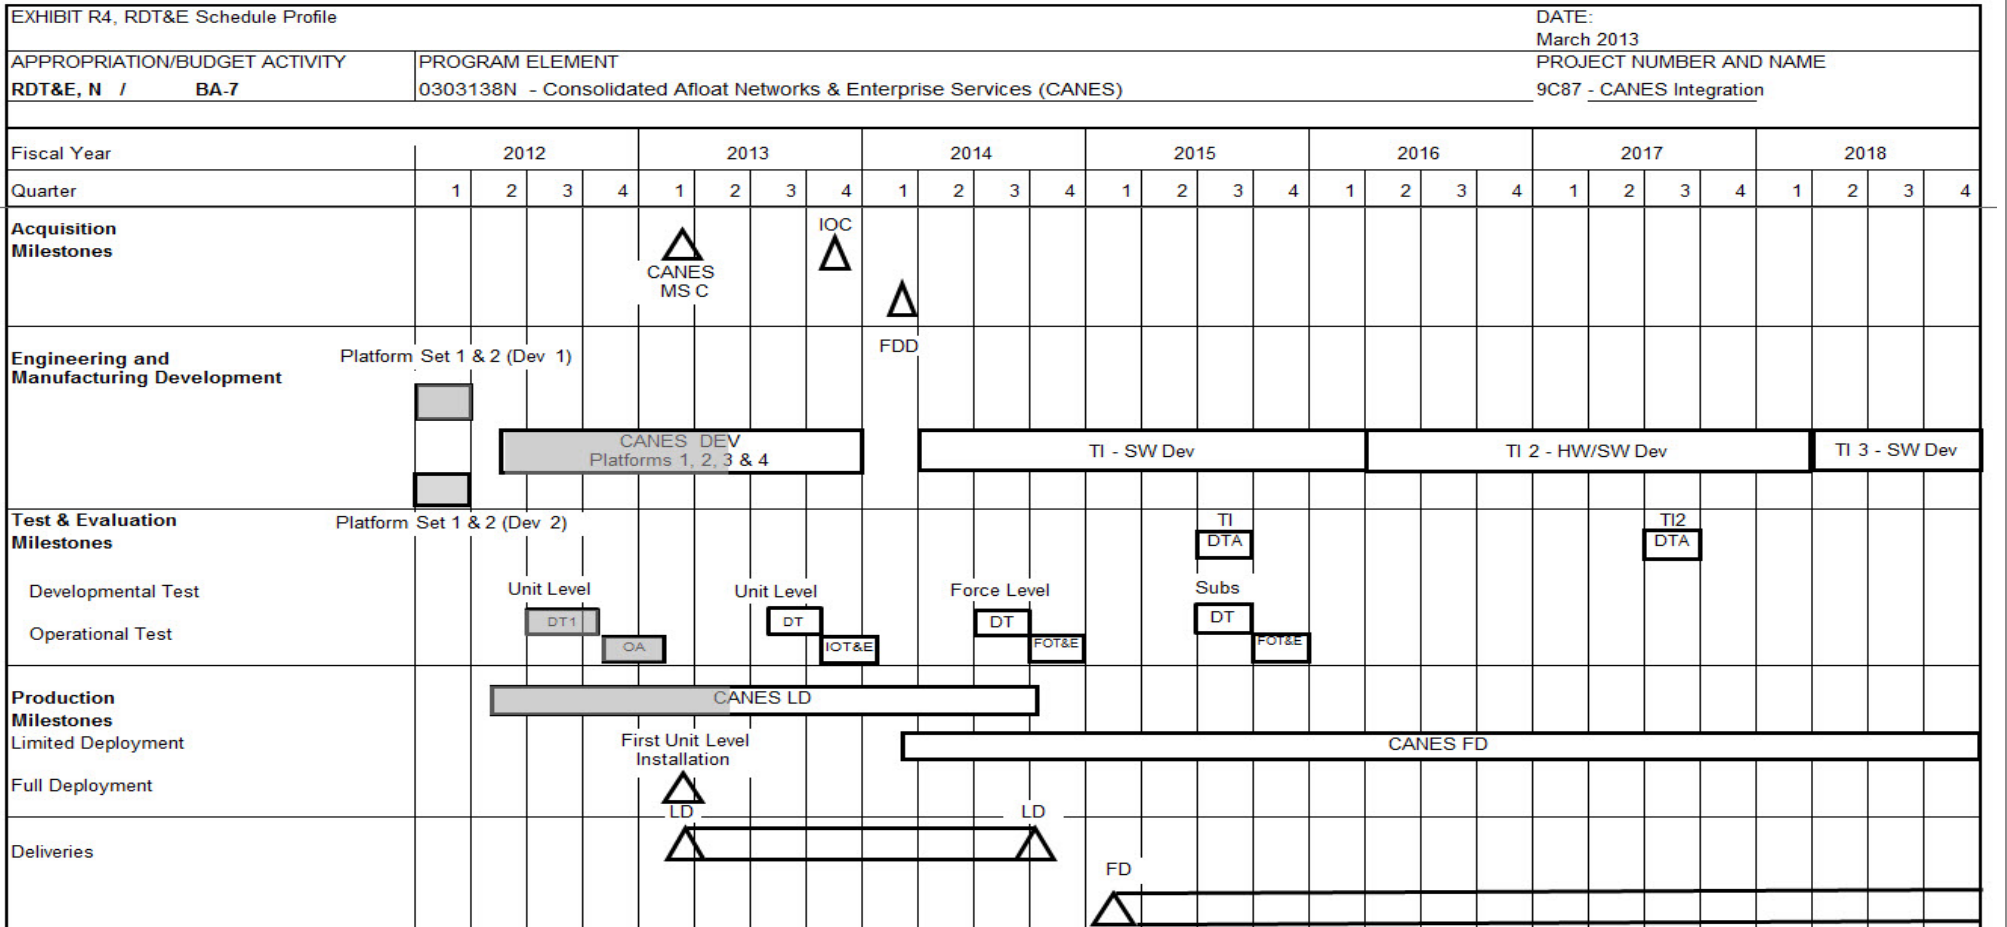 EXHIBIT R4, RDT&E Schedule Profile
DATE:
March 2013
APPROPRIATION/BUDGET ACTIVITY
PROGRAM ELEMENT
PROJECT NUMBER AND NAME
RDT&E, N / BA-7
0303138N - Consolidated Afloat Networks & Enterprise Services (CANES)
9C87 - CANES Integration
Fiscal Year 2012 2013 2014 2015 2016 2017 2018
Quarter 1 2 3 4 1 2 3 4 1 2 3 4 1 2 3 4 1 2 3 4 1 2 3 4 1 2 3 4
Acquisition
Milestones
IOC
CANES
MS C
FDD
Engineering and
Manufacturing Development
Platform Set 1 & 2 (Dev 1)
CANES DEV
Platforms 1, 2, 3 & 4
TI - SW Dev
TI 2 - HW/SW Dev
TI 3 - SW Dev
Test & Evaluation
Milestones
Platform Set 1 & 2 (Dev 2)
TI
DTA
TI2
DTA
Developmental Test
Unit Level
Unit Level
Force Level
Subs
DT1
DT
DT
DT
Operational Test
OA
IOT&E
FOT&E
FOT&E
Production
Milestones
CANES LD
Limited Deployment
First Unit Level
Installation
CANES FD
Full Deployment
LD
LD
Deliveries
FD